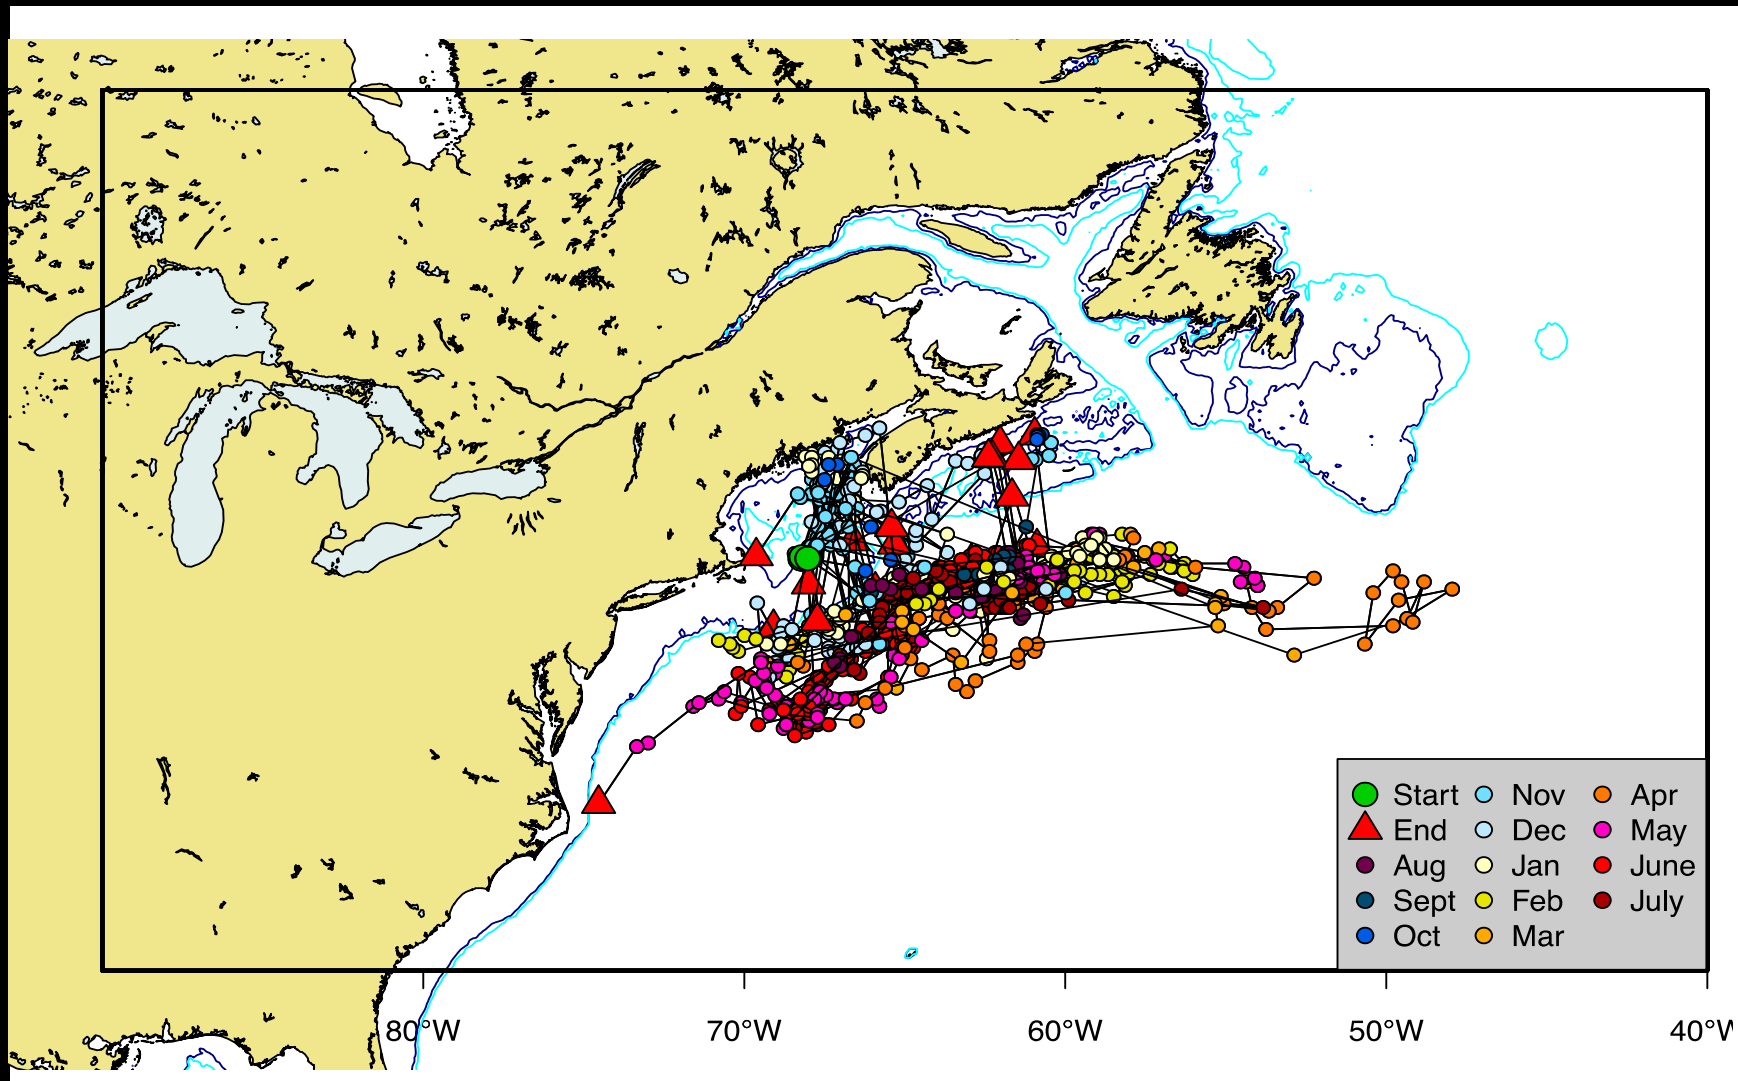 Start Nov Apr
End Dec May
Aug Jan June
Sept Feb July
Oct Mar
80°W 70°W 60°W 50°W 40°W